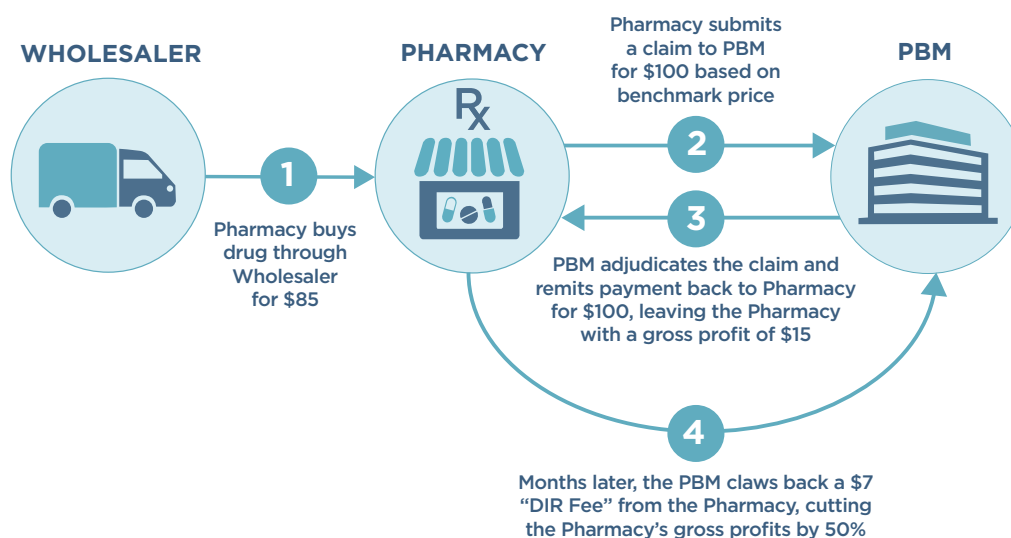 WHOLESALER
PHARMACY
Rx
PBM
1
Pharmacy buys
drug through
Wholesaler
for $85
Pharmacy submits
a claim to PBM
for $100 based on
benchmark price
2
3
PBM adjudicates the claim and
remits payment back to Pharmacy
for $100, leaving the Pharmacy
with a gross profit of $15
4
Months later, the PBM claws back a $7
“DIR Fee” from the Pharmacy, cutting
the Pharmacy’s gross profits by 50%